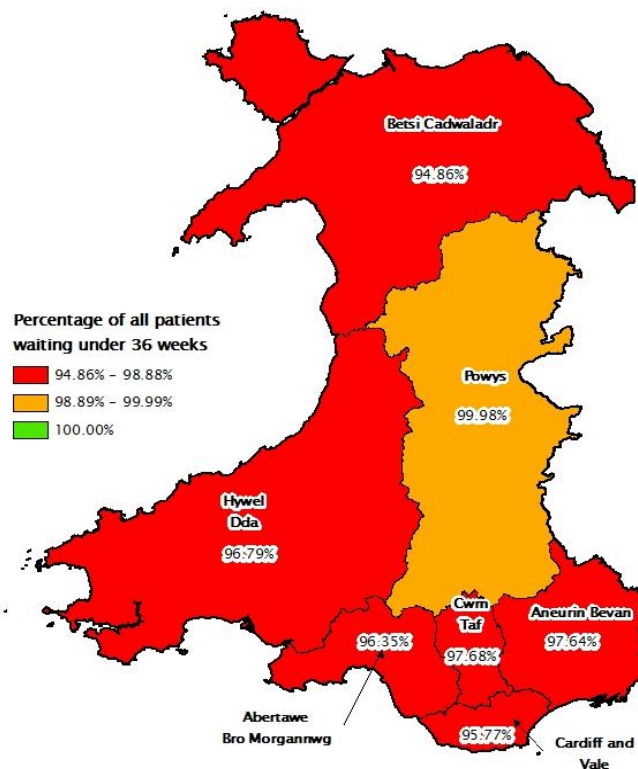 Betsi Cadwaladr
94.86%
Percentage of all patients
waiting under 36 weeks
94.86% - 98.88%
98.89% - 99.99%
100.00%
Powys
99.98%
Hywel
Dda
96.79%
Cwm
Taf
97.68%
Aneurin Bevan
97.64%
96.35%
Abertawe
Bro Morgannwg
95.77%
Cardiff and
Vale